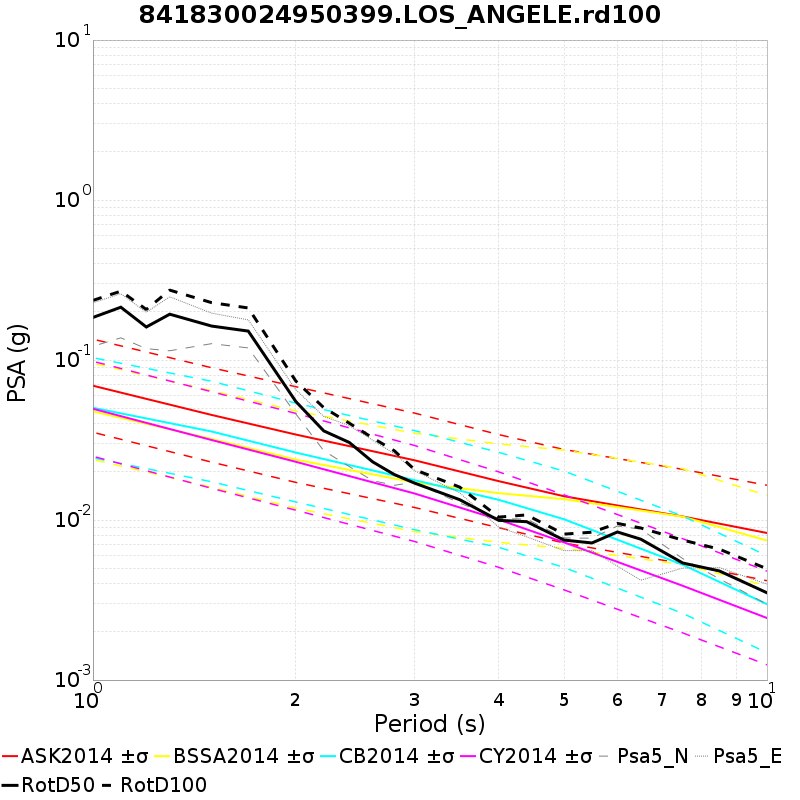 841830024950399.LOS_ANGELE.rd100
10^1
10^0
10^-1
10^-2
10^-3
PSA (g)
10^0 2 3 4 5 6 7 8 9 10^1
Period (s)
ASK2014 ±σ BSSA2014 ±σ CB2014 ±σ CY2014 ±σ Psa5_N Psa5_E
RotD50 RotD100